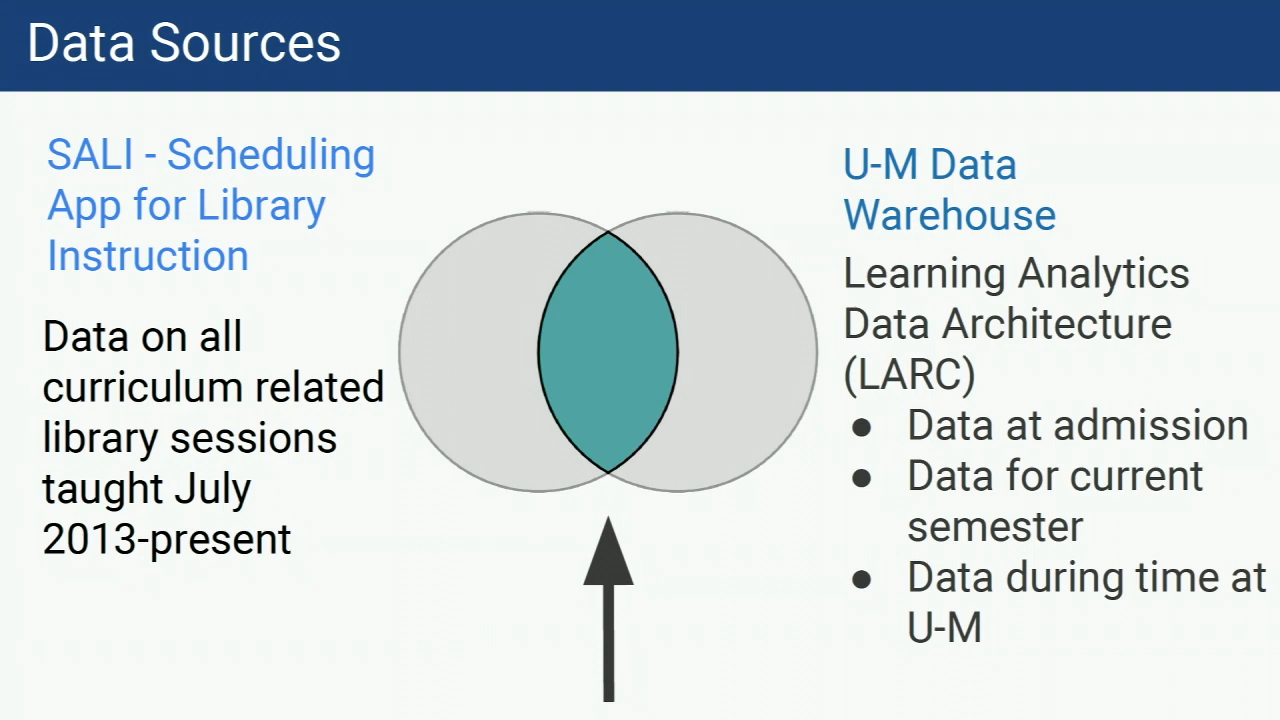 Data Sources
SALI - Scheduling
App for Library
Instruction
Data on all
curriculum related
library sessions
taught July
2013-present
U-M Data
Warehouse
Learning Analytics
Data Architecture
(LARC)
● Data at admission
● Data for current
semester
● Data during time at
U-M